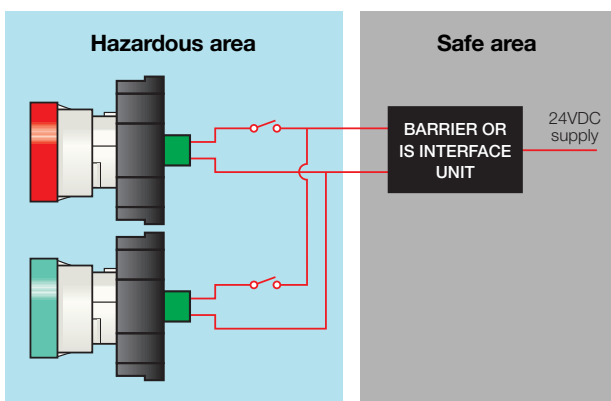 Hazardous area
Safe area
BARRIER OR
IS INTERFACE
UNIT
24VDC
supply